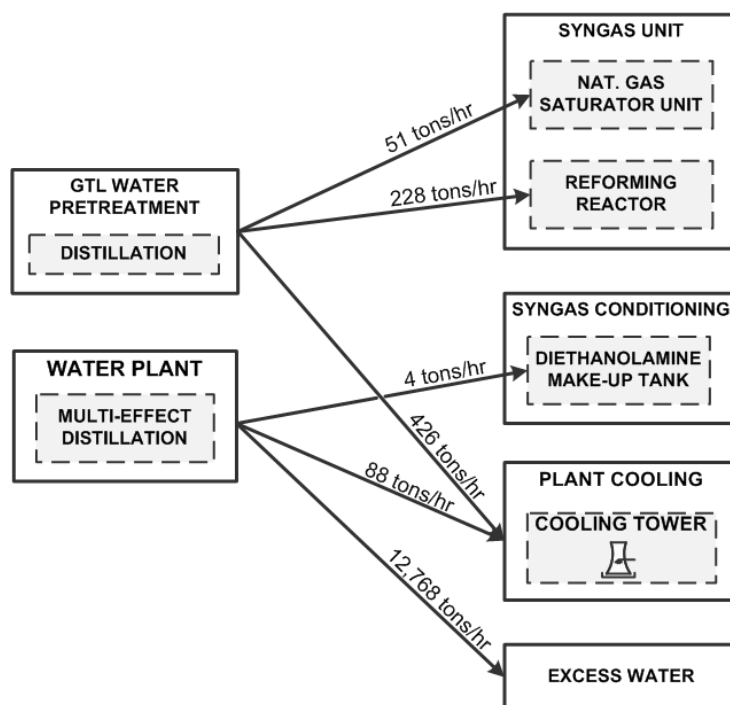 SYNGAS UNIT
NAT. GAS
SATURATOR UNIT
51 tons/hr
GTL WATER
PRETREATMENT
228 tons/hr
REFORMING
REACTOR
DISTILLATION
SYNGAS CONDITIONING
WATER PLANT
4 tons/hr
DIETHANOLAMINE
MAKE-UP TANK
MULTI-EFFECT
DISTILLATION
426 tons/hr
88 tons/hr
PLANT COOLING
COOLING TOWER
12,768 tons/hr
EXCESS WATER